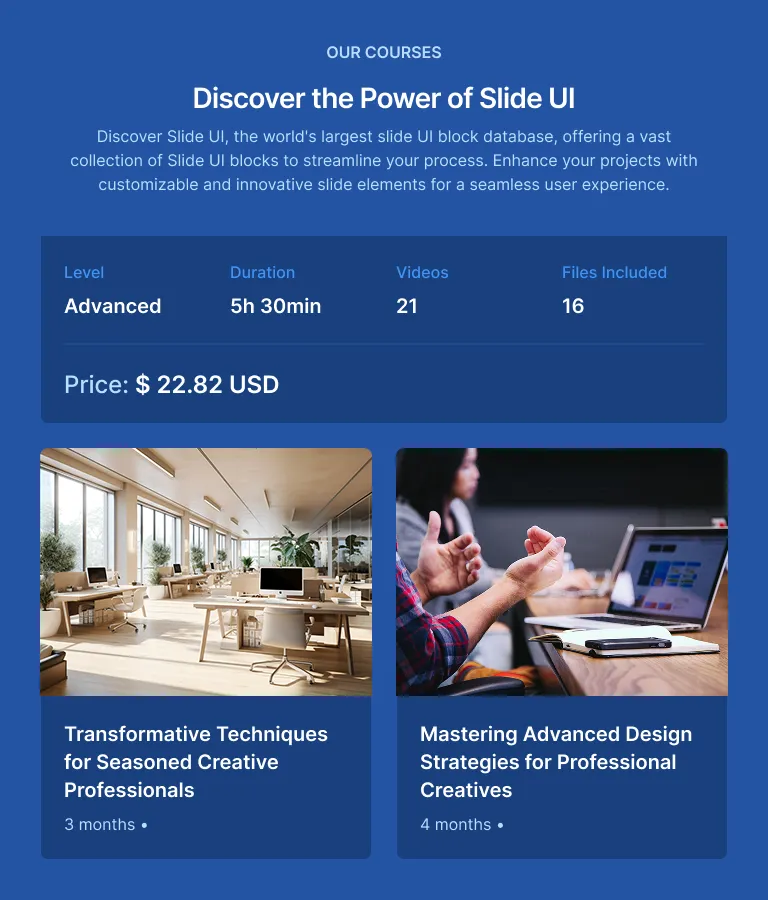 OUR COURSES
Discover the Power of Slide UI
Discover Slide UI, the world's largest slide UI block database, offering a vast
collection of Slide UI blocks to streamline your process. Enhance your projects with
customizable and innovative slide elements for a seamless user experience.
Level
Advanced
Duration
5h 30min
Videos
21
Files Included
16
Price: $ 22.82 USD
Transformative Techniques
for Seasoned Creative
Professionals
3 months •
Mastering Advanced Design
Strategies for Professional
Creatives
4 months •